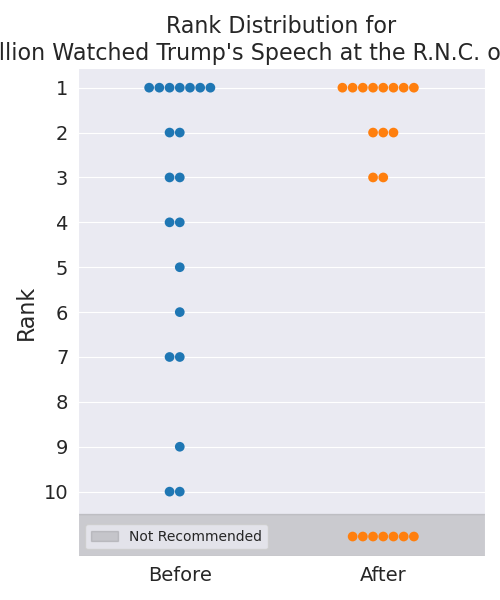 Rank Distribution for
llion Watched Trump's Speech at the R.N.C. o
1
2
3
4
5
6
7
8
9
10
Rank
Not Recommended
Before
After